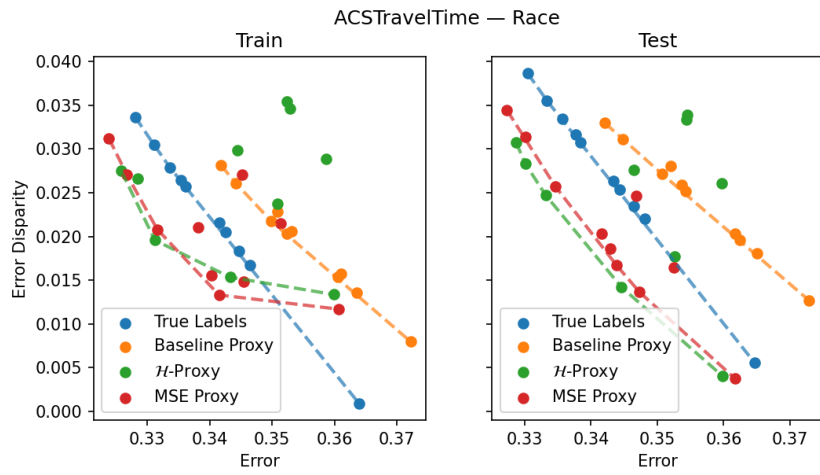 ACSTravelTime — Race
Train
Test
0.040
0.035
0.030
0.025
0.020
0.015
0.010
0.005
0.000
Error Disparity
True Labels
Baseline Proxy
ℋ-Proxy
MSE Proxy
True Labels
Baseline Proxy
ℋ-Proxy
MSE Proxy
0.33 0.34 0.35 0.36 0.37
0.33 0.34 0.35 0.36 0.37
Error
Error